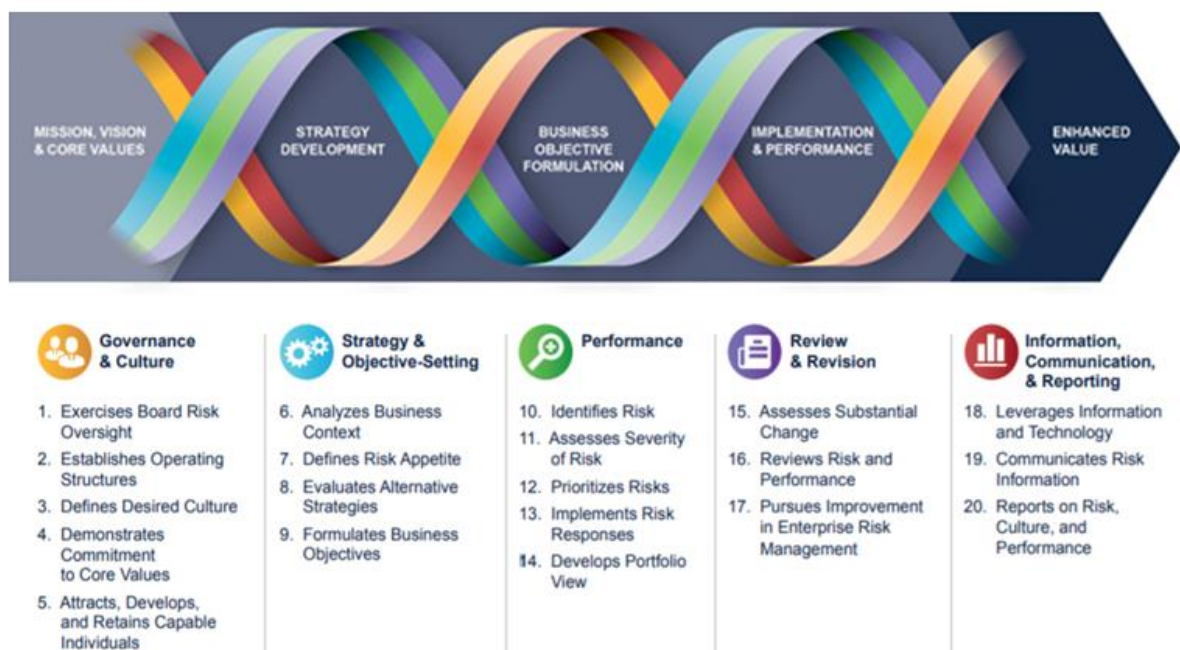 MISSION, VISION
& CORE VALUES
STRATEGY
DEVELOPMENT
BUSINESS
OBJECTIVE
FORMULATION
IMPLEMENTATION
& PERFORMANCE
ENHANCED
VALUE
Governance
& Culture
1. Exercises Board Risk
Oversight
2. Establishes Operating
Structures
3. Defines Desired Culture
4. Demonstrates
Commitment
to Core Values
5. Attracts, Develops,
and Retains Capable
Individuals
Strategy &
Objective-Setting
6. Analyzes Business
Context
7. Defines Risk Appetite
8. Evaluates Alternative
Strategies
9. Formulates Business
Objectives
Performance
10. Identifies Risk
11. Assesses Severity
of Risk
12. Prioritizes Risks
13. Implements Risk
Responses
14. Develops Portfolio
View
Review
& Revision
15. Assesses Substantial
Change
16. Reviews Risk and
Performance
17. Pursues Improvement
in Enterprise Risk
Management
Information,
Communication,
& Reporting
18. Leverages Information
and Technology
19. Communicates Risk
Information
20. Reports on Risk,
Culture, and
Performance